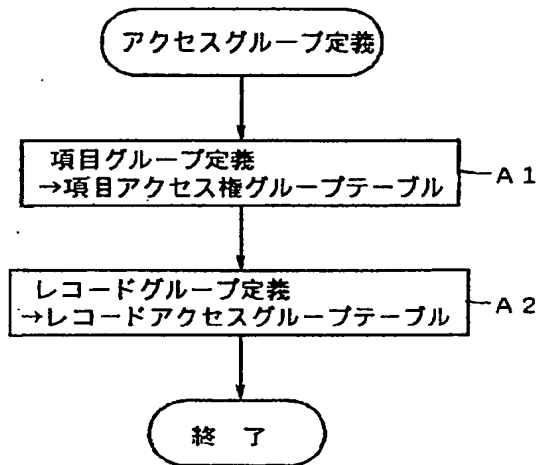 アクセスグループ定義
項目グループ定義
→項目アクセス権グループテーブル
A1
レコードグループ定義
→レコードアクセスグループテーブル
A2
終 了